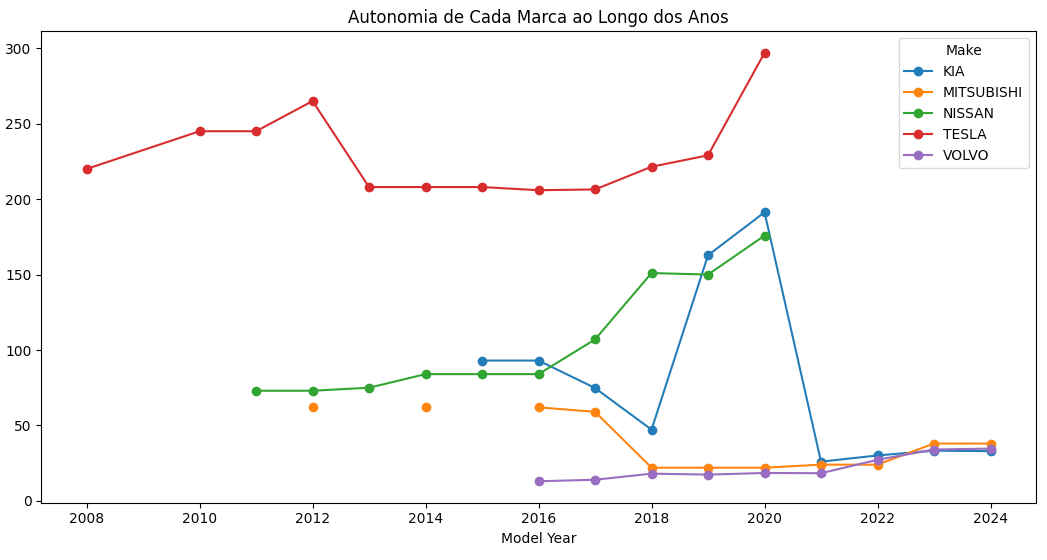 Autonomia de Cada Marca ao Longo dos Anos
300
250
200
150
100
50
0
2008 2010 2012 2014 2016 2018 2020 2022 2024
Model Year
Make
KIA
MITSUBISHI
NISSAN
TESLA
VOLVO